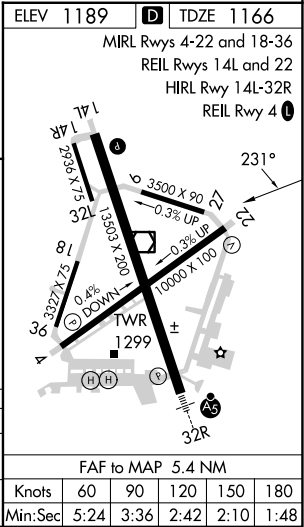 ELEV 1189 D TDZE 1166
MIRL Rwys 4-22 and 18-36
REIL Rwys 14L and 22
HIRL Rwy 14L-32R
REIL Rwy 4 L
14L
14R
P
2936 X 75
231°
9
3500 X 90
27
0.3% UP
22
32L
13503 X 200
0.3% UP
V
18
3327 X 75
0.4%
DOWN
10000 X 100
P
36
TWR
1299
±
4
H H
P
A5
32R
FAF to MAP 5.4 NM
Knots 60 90 120 150 180
Min:Sec 5:24 3:36 2:42 2:10 1:48